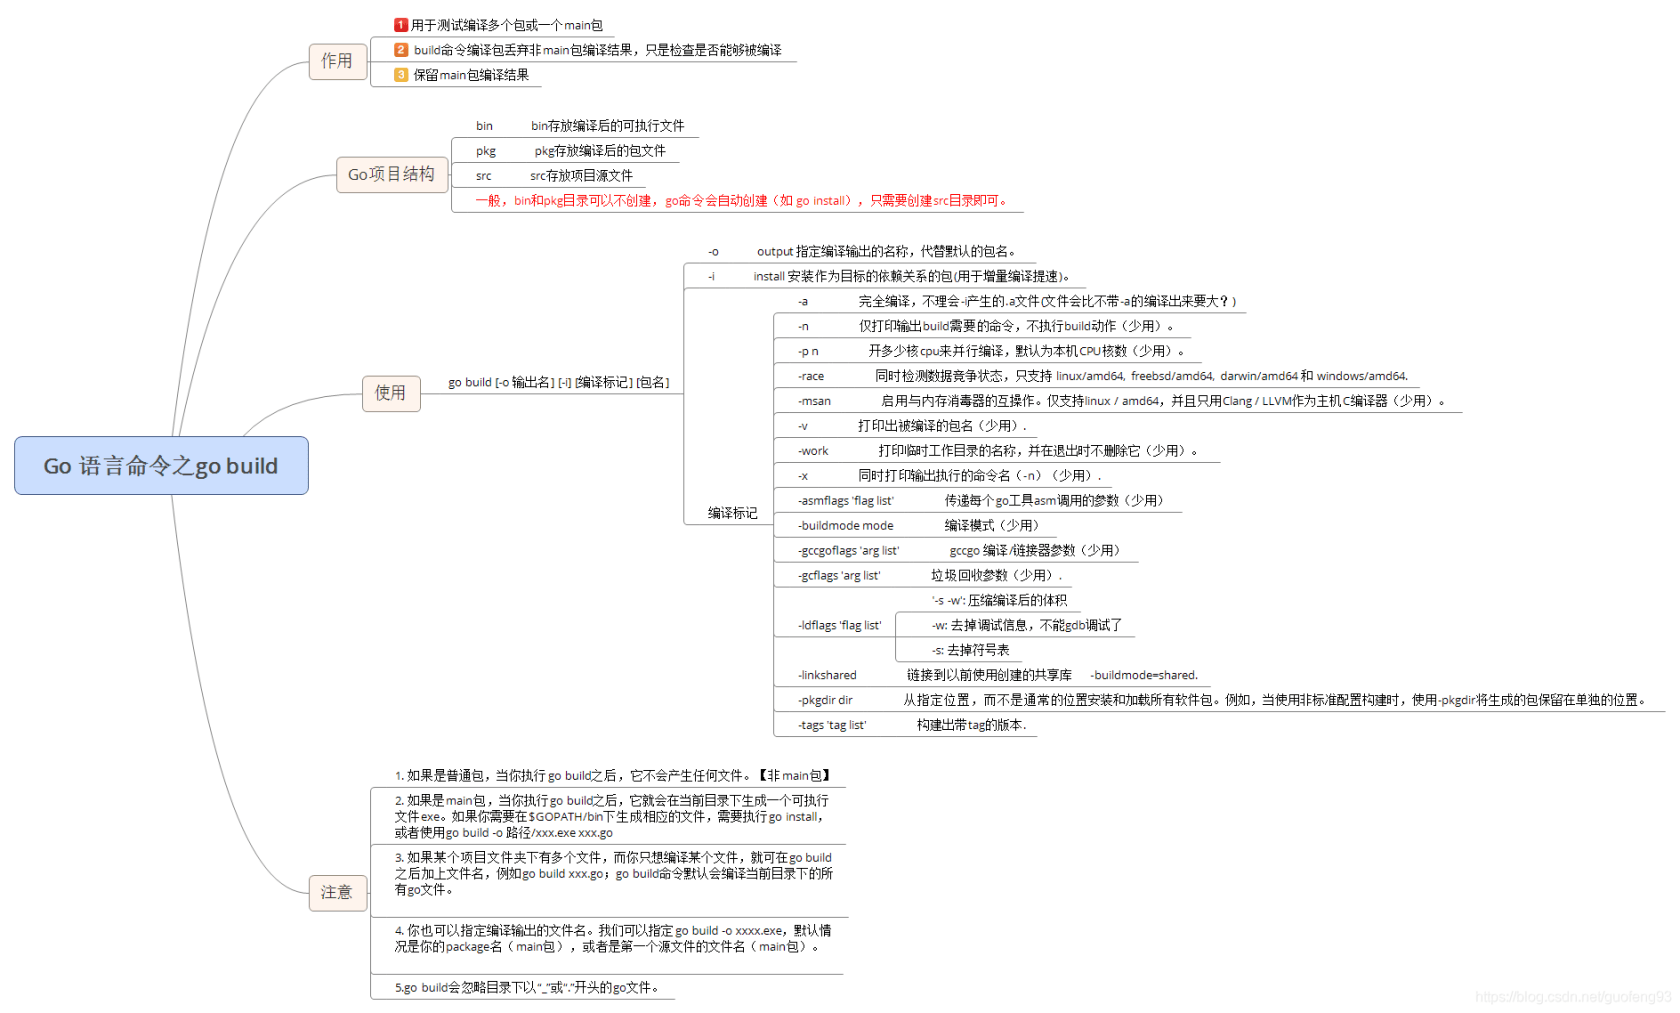 Go 语言命令之go build
作用
1 用于测试编译多个包或一个main包
2 build命令编译包丢弃非main包编译结果，只是检查是否能够被编译
3 保留main包编译结果
Go项目结构
bin bin存放编译后的可执行文件
pkg pkg存放编译后的包文件
src src存放项目源文件
一般，bin和pkg目录可以不创建，go命令会自动创建（如 go install），只需要创建src目录即可。
使用
go build [-o 输出名] [-i] [编译标记] [包名]
-o output 指定编译输出的名称，代替默认的包名。
-i install 安装作为目标的依赖关系的包(用于增量编译提速)。
编译标记
-a 完全编译，不理会-i产生的.a文件(文件会比不带-a的编译出来要大？)
-n 仅打印输出build需要的命令，不执行build动作（少用）。
-p n 开多少核cpu来并行编译，默认为本机CPU核数（少用）。
-race 同时检测数据竞争状态，只支持 linux/amd64, freebsd/amd64, darwin/amd64 和 windows/amd64.
-msan 启用与内存消毒器的互操作。仅支持linux / amd64，并且只用Clang / LLVM作为主机C编译器（少用）。
-v 打印出被编译的包名（少用）.
-work 打印临时工作目录的名称，并在退出时不删除它（少用）。
-x 同时打印输出执行的命令名（-n）（少用）.
-asmflags 'flag list' 传递每个go工具asm调用的参数（少用）
-buildmode mode 编译模式（少用）
-gccgoflags 'arg list' gccgo 编译/链接器参数（少用）
-gcflags 'arg list' 垃圾回收参数（少用）.
-ldflags 'flag list'
'-s -w': 压缩编译后的体积
-w: 去掉调试信息，不能gdb调试了
-s: 去掉符号表
-linkshared 链接到以前使用创建的共享库 -buildmode=shared.
-pkgdir dir 从指定位置，而不是通常的位置安装和加载所有软件包。例如，当使用非标准配置构建时，使用-pkgdir将生成的包保留在单独的位置。
-tags 'tag list' 构建出带tag的版本.
注意
1. 如果是普通包，当你执行go build之后，它不会产生任何文件。【非main包】
2. 如果是main包，当你执行go build之后，它就会在当前目录下生成一个可执行
文件exe。如果你需要在$GOPATH/bin下生成相应的文件，需要执行go install，
或者使用go build -o 路径/xxx.exe xxx.go
3. 如果某个项目文件夹下有多个文件，而你只想编译某个文件，就可在go build
之后加上文件名，例如go build xxx.go；go build命令默认会编译当前目录下的所
有go文件。
4. 你也可以指定编译输出的文件名。我们可以指定go build -o xxxx.exe，默认情
况是你的package名（main包），或者是第一个源文件的文件名（main包）。
5.go build会忽略目录下以“_”或“.”开头的go文件。
https://blog.csdn.net/guofeng93